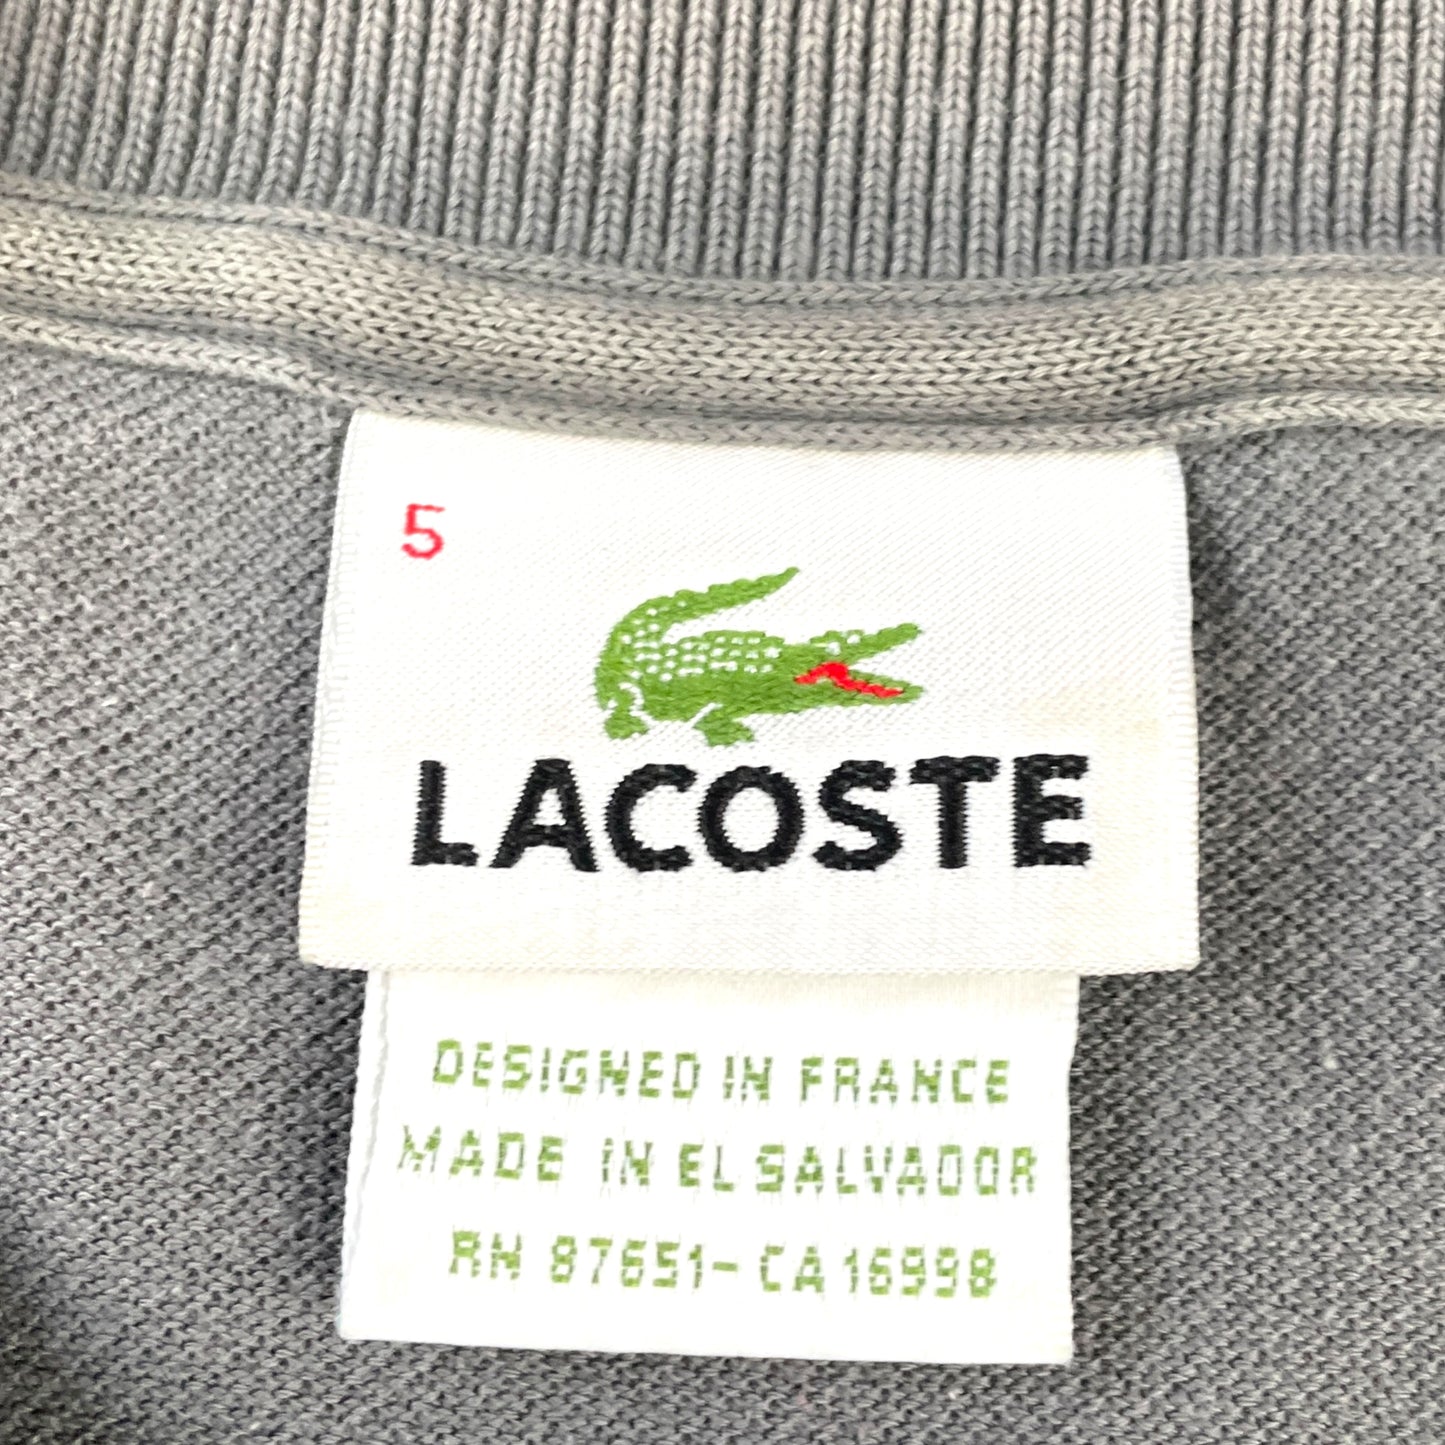 5
LACOSTE
DESIGNED IN FRANCE
MADE IN EL SALVADOR
RN 87651-CA 16998